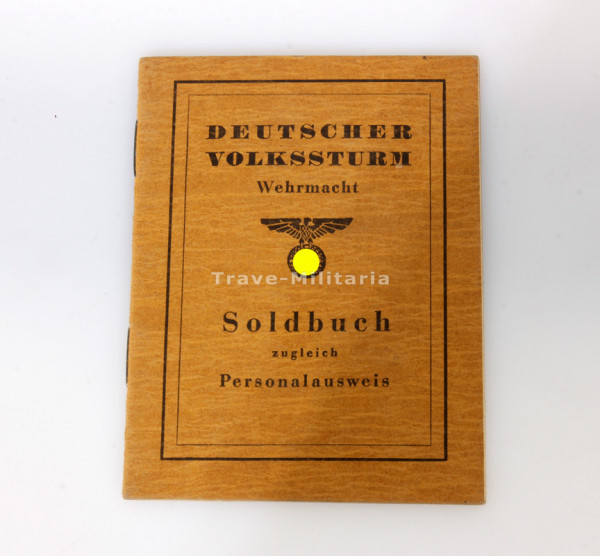 DEUTSCHER
VOLKSSTURM
Wehrmacht
Trave-Militaria
Soldbuch
zugleich
Personalausweis